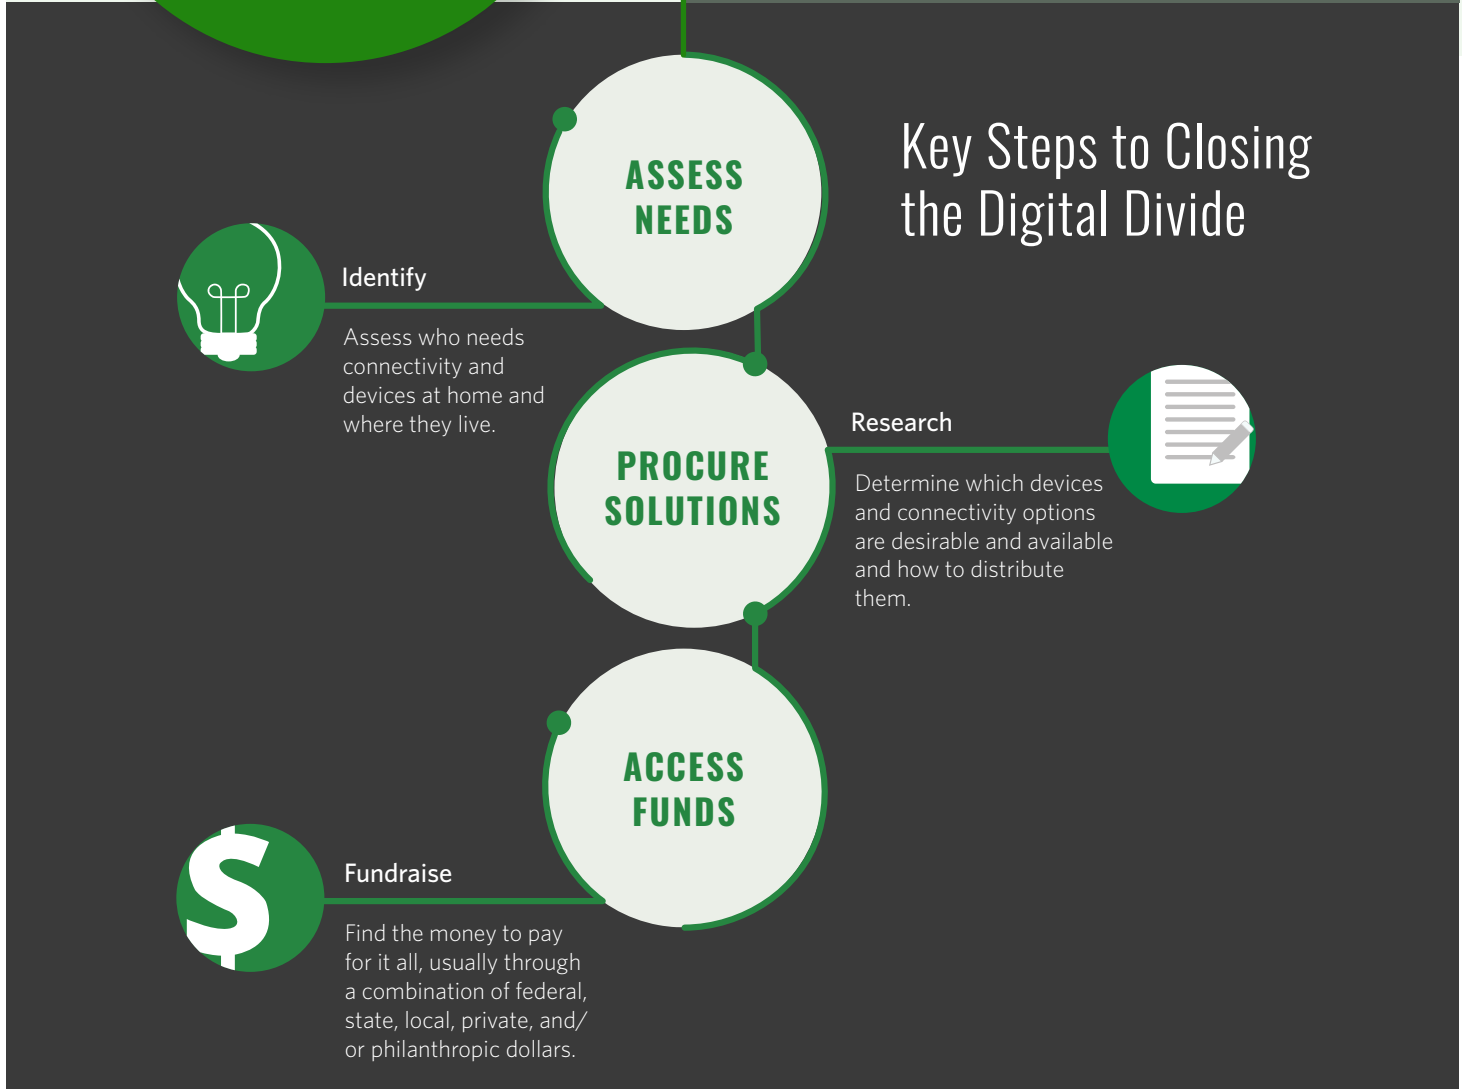 Key Steps to Closing
the Digital Divide
ASSESS
NEEDS
Identify
Assess who needs
connectivity and
devices at home and
where they live.
PROCURE
SOLUTIONS
Research
Determine which devices
and connectivity options
are desirable and available
and how to distribute
them.
ACCESS
FUNDS
Fundraise
Find the money to pay
for it all, usually through
a combination of federal,
state, local, private, and/
or philanthropic dollars.